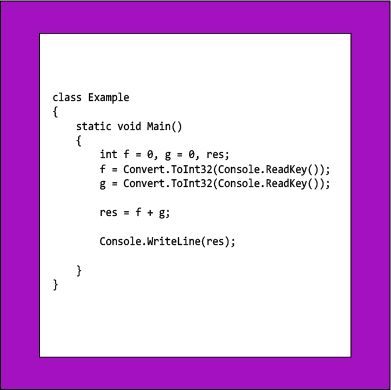 class Example
{
    static void Main()
    {
        int f = 0, g = 0, res;
        f = Convert.ToInt32(Console.ReadKey());
        g = Convert.ToInt32(Console.ReadKey());
        res = f + g;
        Console.WriteLine(res);
    }
}